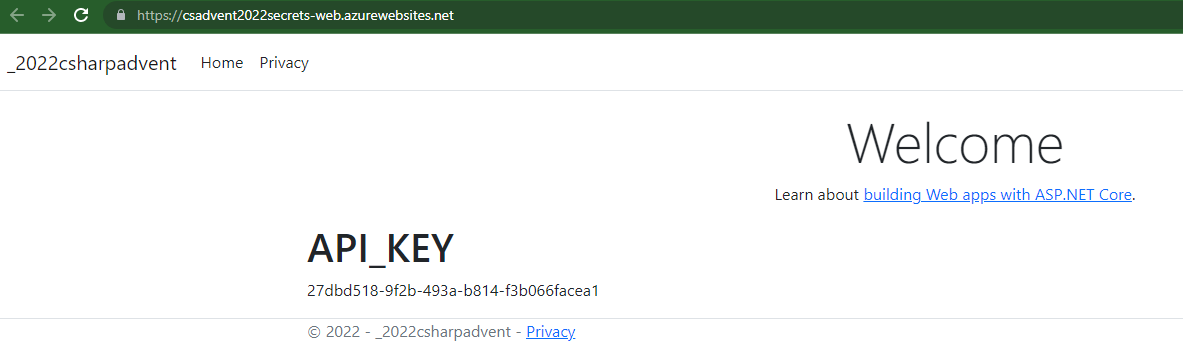 https://csadvent2022secrets-web.azurewebsites.net
_2022csharpadvent Home Privacy
Welcome
Learn about building Web apps with ASP.NET Core.
API_KEY
27dbd518-9f2b-493a-b814-f3b066facea1
© 2022 - _2022csharpadvent - Privacy